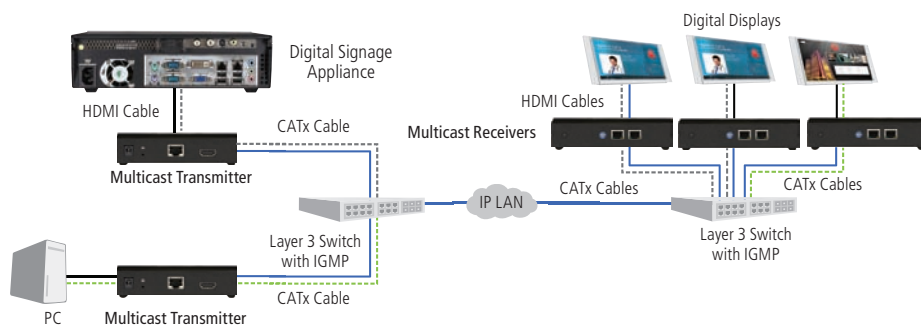 Digital Signage
Appliance
HDMI Cable
CATx Cable
Multicast Transmitter
Layer 3 Switch
with IGMP
CATx Cable
PC
Multicast Transmitter
IP LAN
Digital Displays
HDMI Cables
Multicast Receivers
CATx Cables
CATx Cables
Layer 3 Switch
with IGMP